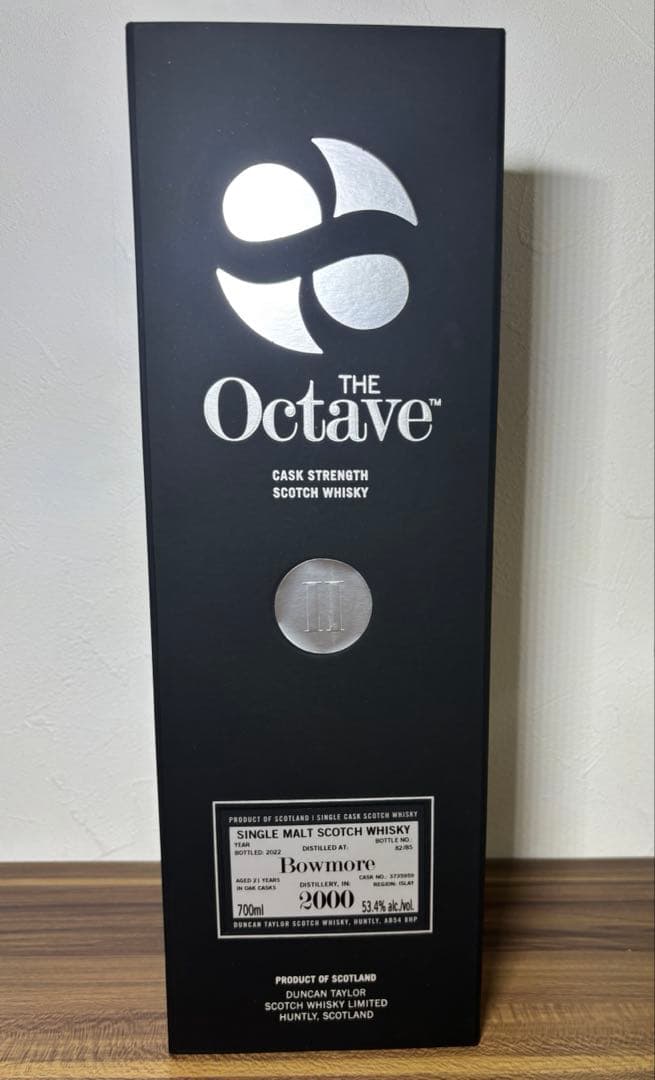 THE
Octave™
CASK STRENGTH
SCOTCH WHISKY
II
PRODUCT OF SCOTLAND | SINGLE CASK SCOTCH WHISKY
SINGLE MALT SCOTCH WHISKY
YEAR
BOTTLED: 2022
DISTILLED AT:
BOTTLE NO.:
82/85
Bowmore
AGED 21 YEARS
IN OAK CASKS
DISTILLERY, IN:
CASK NO.: 3735959
REGION: ISLAY
700ml
2000
53.4% alc./vol.
DUNCAN TAYLOR SCOTCH WHISKY, HUNTLY, AB54 8HP
PRODUCT OF SCOTLAND
DUNCAN TAYLOR
SCOTCH WHISKY LIMITED
HUNTLY, SCOTLAND